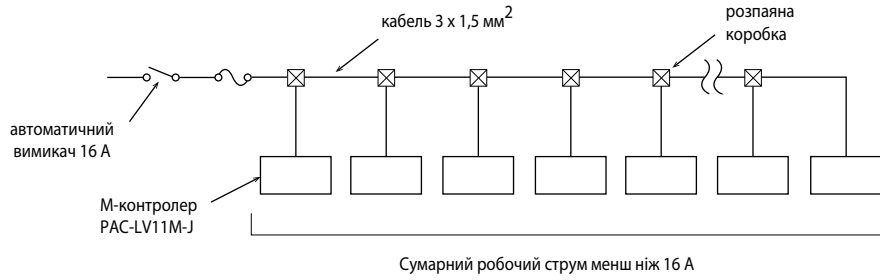 кабель 3 x 1,5 мм²
розпаяна
коробка
автоматичний
вимикач 16 А
М-контролер
PAC-LV11M-J
Сумарний робочий струм менш ніж 16 А